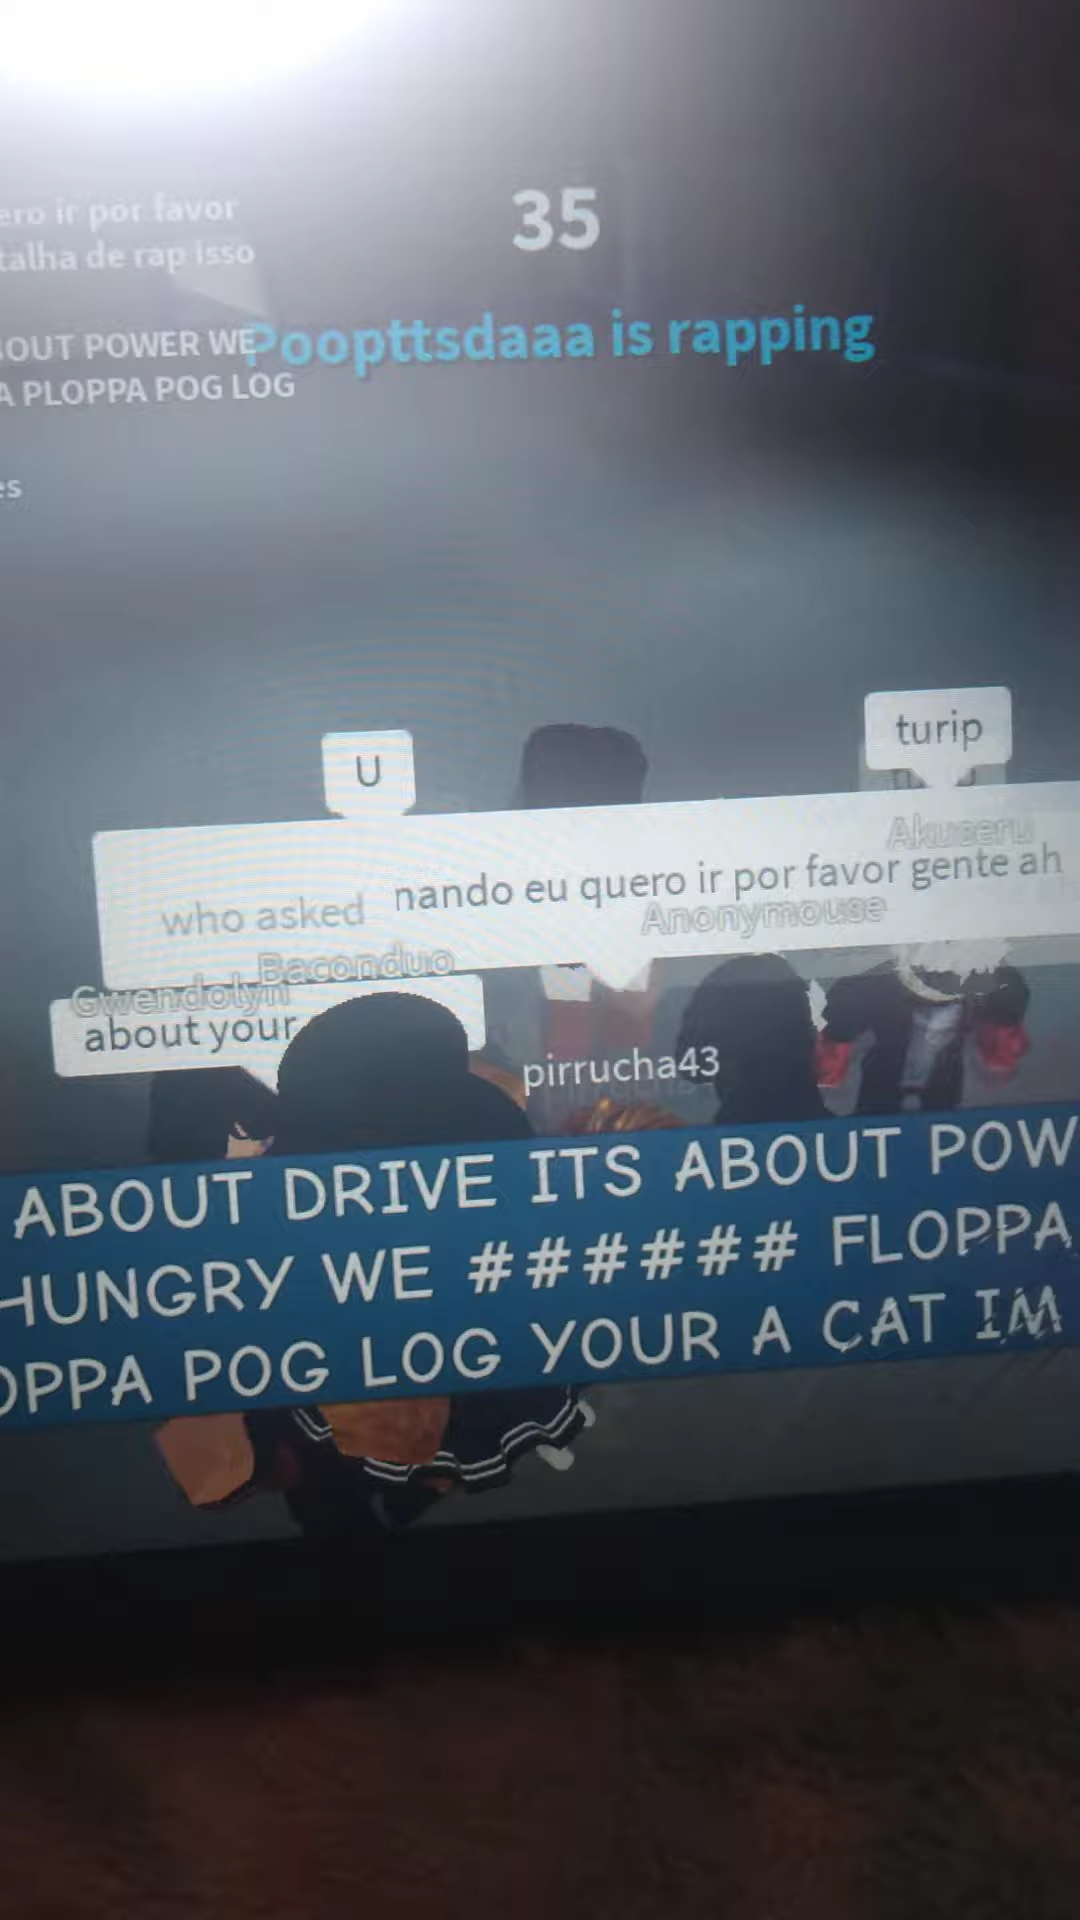 ero ir por favor
talha de rap isso
35
BOUT POWER WE
A PLOPPA POG LOG
Poopttsdaaa is rapping
es
turip
U
Akuseru
nando eu quero ir por favor gente ah
who asked
Anonymouse
Baconduo
Gwendolyn
about your
pirrucha43
ABOUT DRIVE ITS ABOUT POW
HUNGRY WE ###### FLOPPA
OPPA POG LOG YOUR A CAT IM